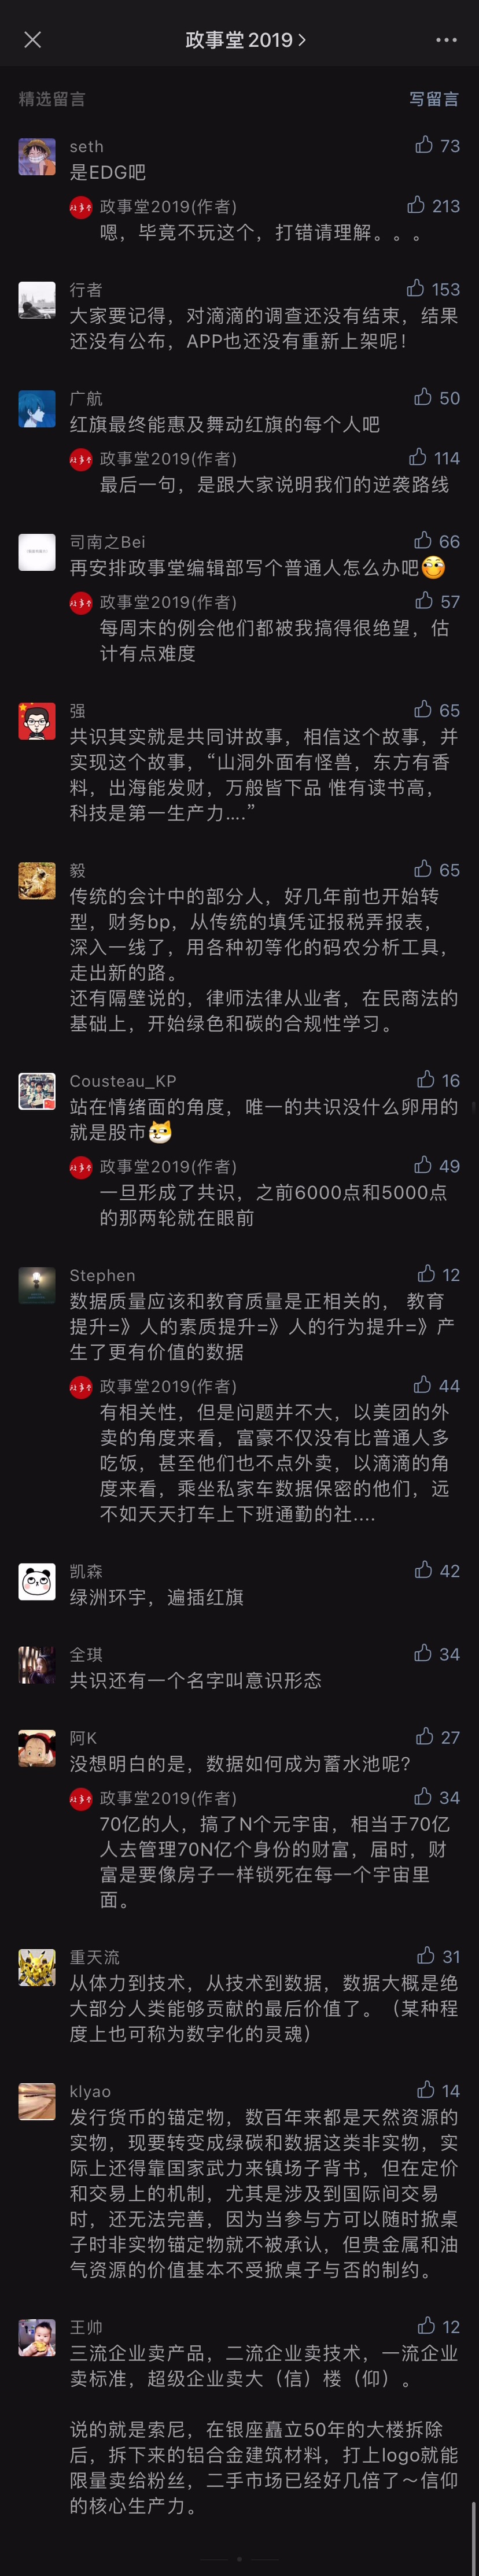 政事堂2019
精选留言
写留言
seth
73
是EDG吧
政事堂2019(作者)
213
嗯，毕竟不玩这个，打错请理解。。。
行者
153
大家要记得，对滴滴的调查还没有结束，结果
还没有公布，APP也还没有重新上架呢！
广航
50
红旗最终能惠及舞动红旗的每个人吧
政事堂2019(作者)
114
最后一句，是跟大家说明我们的逆袭路线
司南之Bei
66
再安排政事堂编辑部写个普通人怎么办吧
政事堂2019(作者)
57
每周末的例会他们都被我搞得很绝望，估
计有点难度
强
65
共识其实就是共同讲故事，相信这个故事，并
实现这个故事，“山洞外面有怪兽，东方有香
料，出海能发财，万般皆下品 惟有读书高，
科技是第一生产力....”
毅
65
传统的会计中的部分人，好几年前也开始转
型，财务bp，从传统的填凭证报税弄报表，
深入一线了，用各种初等化的码农分析工具，
走出新的路。
还有隔壁说的，律师法律从业者，在民商法的
基础上，开始绿色和碳的合规性学习。
Cousteau_KP
16
站在情绪面的角度，唯一的共识没什么卵用的
就是股市
政事堂2019(作者)
49
一旦形成了共识，之前6000点和5000点
的那两轮就在眼前
Stephen
12
数据质量应该和教育质量是正相关的， 教育
提升=》人的素质提升=》人的行为提升=》产
生了更有价值的数据
政事堂2019(作者)
44
有相关性，但是问题并不大，以美团的外
卖的角度来看，富豪不仅没有比普通人多
吃饭，甚至他们也不点外卖，以滴滴的角
度来看，乘坐私家车数据保密的他们，远
不如天天打车上下班通勤的社....
凯森
42
绿洲环宇，遍插红旗
全琪
34
共识还有一个名字叫意识形态
阿K
27
没想明白的是，数据如何成为蓄水池呢?
政事堂2019(作者)
34
70亿的人，搞了N个元宇宙，相当于70亿
人去管理70N亿个身份的财富，届时，财
富是要像房子一样锁死在每一个宇宙里
面。
重天流
31
从体力到技术，从技术到数据，数据大概是绝
大部分人类能够贡献的最后价值了。（某种程
度上也可称为数字化的灵魂）
klyao
14
发行货币的锚定物，数百年来都是天然资源的
实物，现要转变成绿碳和数据这类非实物，实
际上还得靠国家武力来镇场子背书，但在定价
和交易上的机制，尤其是涉及到国际间交易
时，还无法完善，因为当参与方可以随时掀桌
子时非实物锚定物就不被承认，但贵金属和油
气资源的价值基本不受掀桌子与否的制约。
王帅
12
三流企业卖产品，二流企业卖技术，一流企业
卖标准，超级企业卖大（信）楼（仰）。
说的就是索尼，在银座矗立50年的大楼拆除
后，拆下来的铝合金建筑材料，打上logo就能
限量卖给粉丝，二手市场已经好几倍了～信仰
的核心生产力。